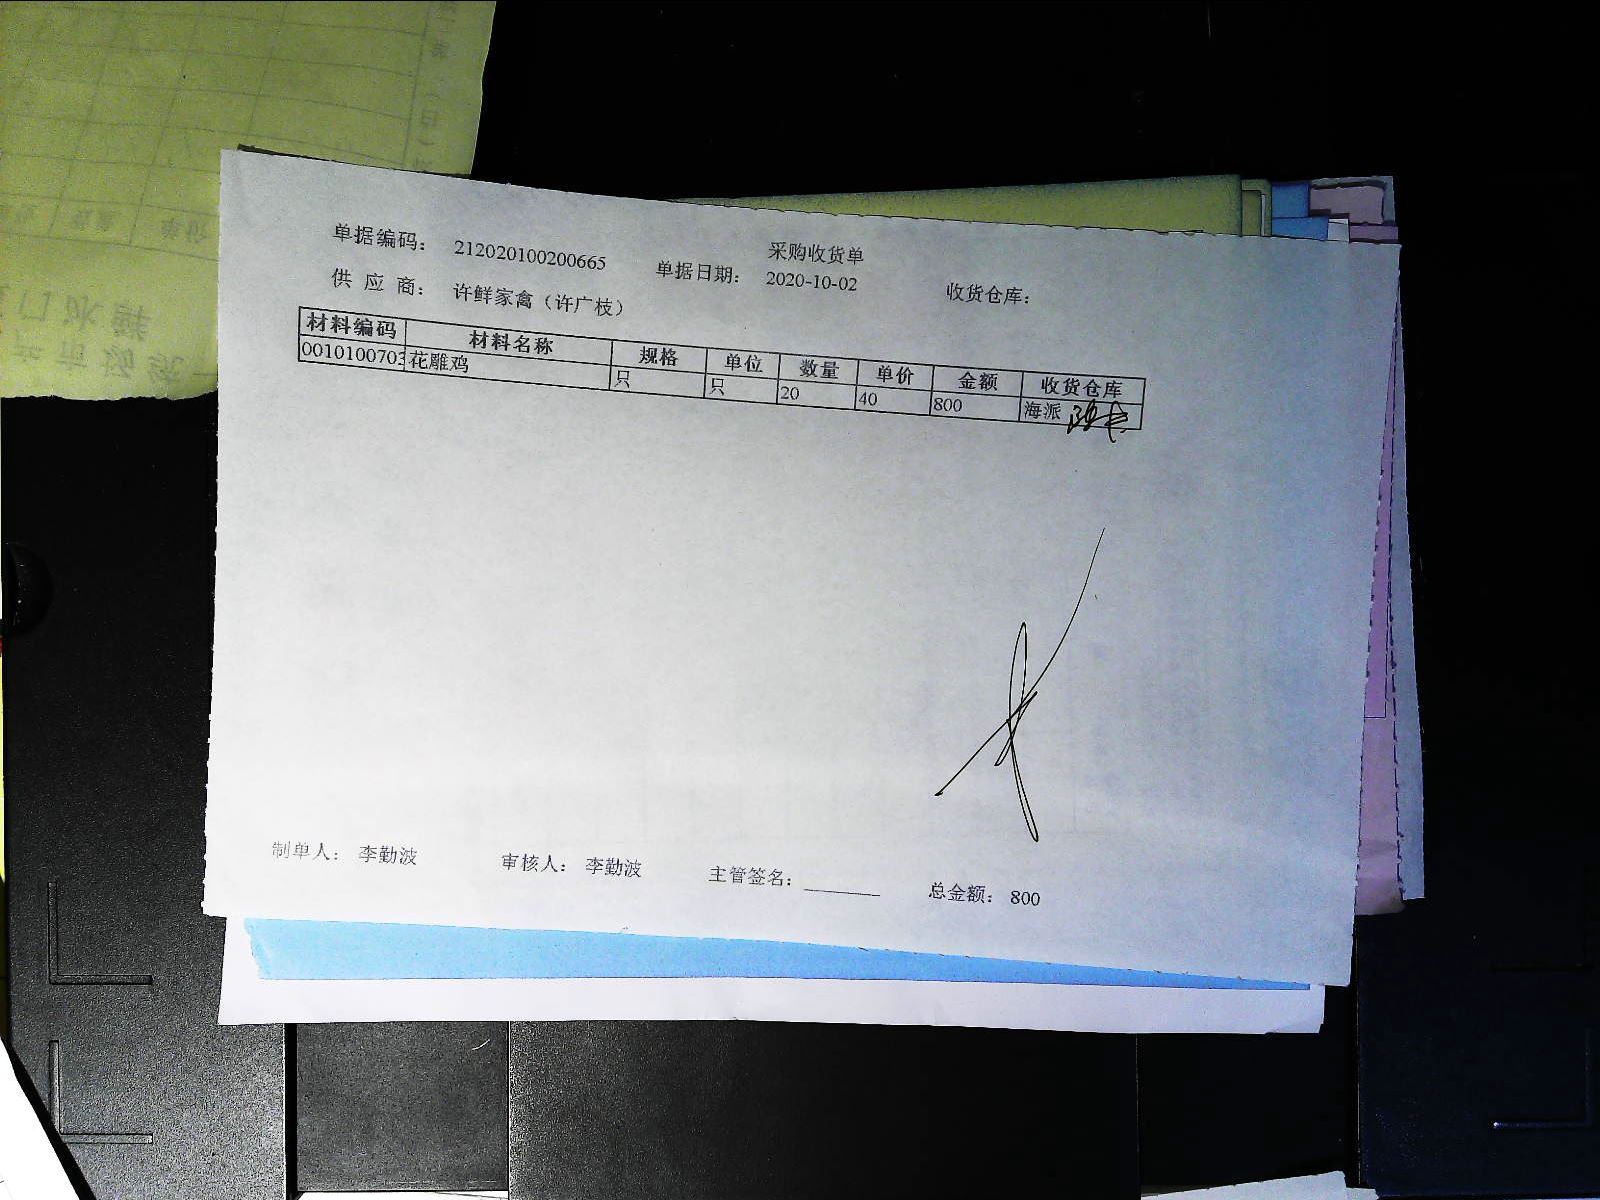 采购收货单
单据编码： 212020100200665 单据日期： 2020-10-02 收货仓库：
供 应 商： 许鲜家禽（许广枝）
材料编码 材料名称 规格 单位 数量 单价 金额 收货仓库
0010100703 花雕鸡 只 只 20 40 800 海派
制单人： 李勤波 审核人： 李勤波 主管签名： 总金额： 800